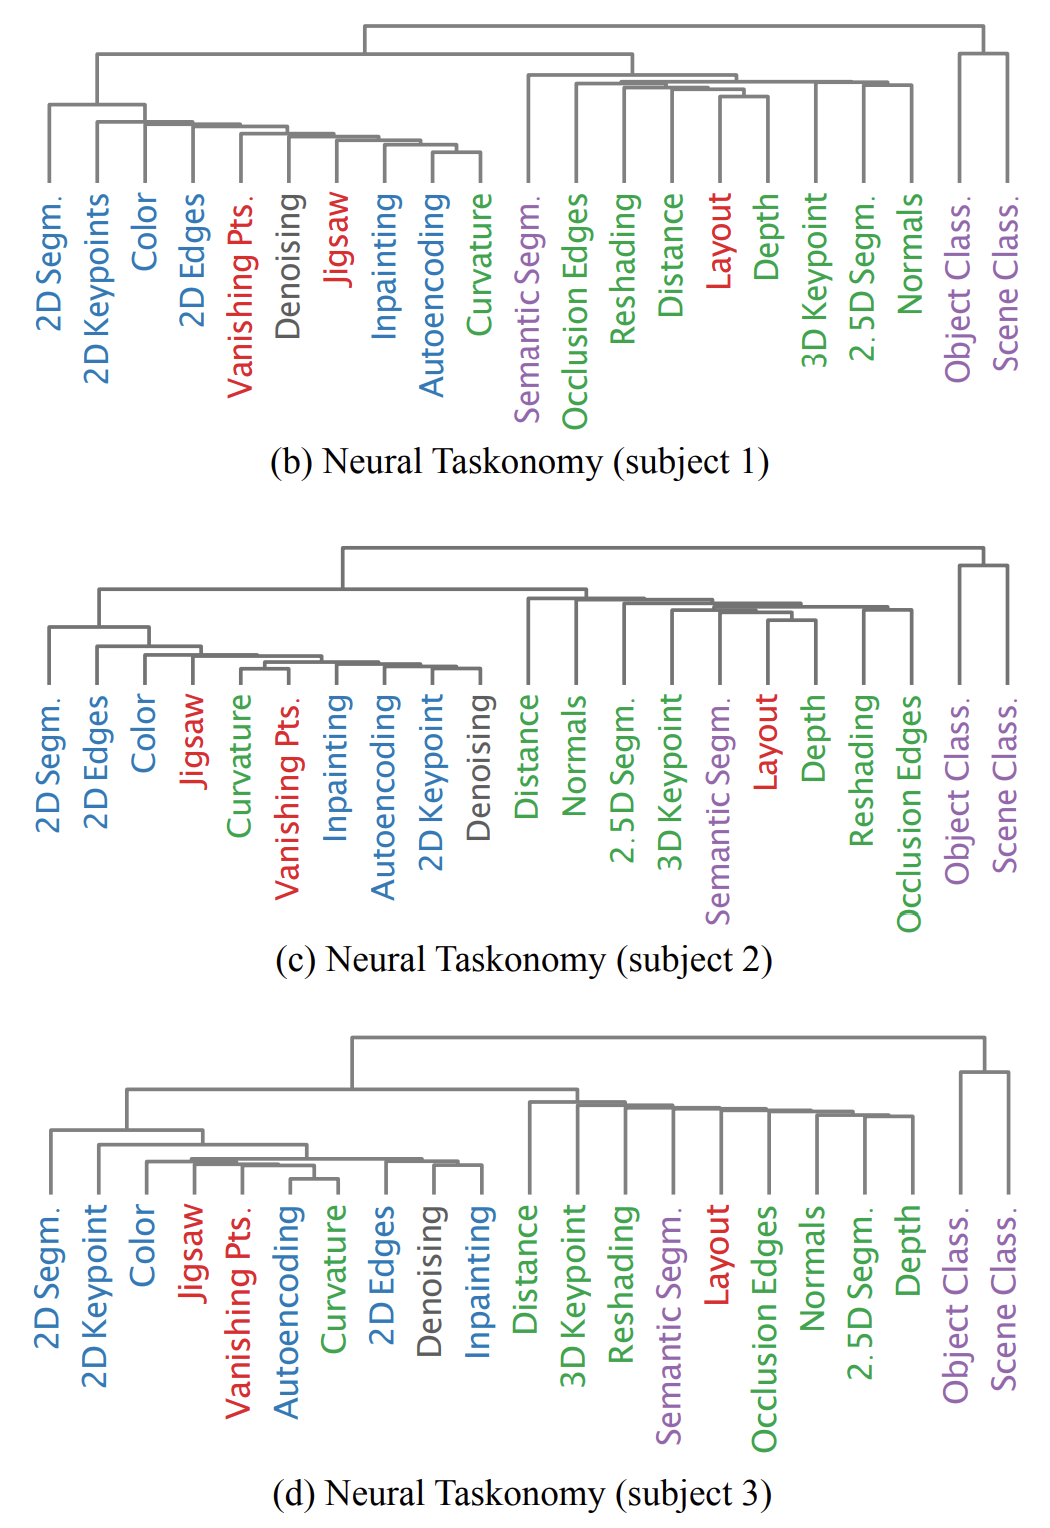 2D Segm.
2D Keypoints
Color
2D Edges
Vanishing Pts.
Denoising
Jigsaw
Inpainting
Autoencoding
Curvature
Semantic Segm.
Occlusion Edges
Reshading
Distance
Layout
Depth
3D Keypoint
2.5D Segm.
Normals
Object Class.
Scene Class.
(b) Neural Taskonomy (subject 1)
2D Segm.
2D Edges
Color
Jigsaw
Curvature
Vanishing Pts.
Inpainting
Autoencoding
2D Keypoint
Denoising
Distance
Normals
2.5D Segm.
3D Keypoint
Semantic Segm.
Layout
Depth
Reshading
Occlusion Edges
Object Class.
Scene Class.
(c) Neural Taskonomy (subject 2)
2D Segm.
2D Keypoint
Color
Jigsaw
Vanishing Pts.
Autoencoding
Curvature
2D Edges
Denoising
Inpainting
Distance
3D Keypoint
Reshading
Semantic Segm.
Layout
Occlusion Edges
Normals
2.5D Segm.
Depth
Object Class.
Scene Class.
(d) Neural Taskonomy (subject 3)